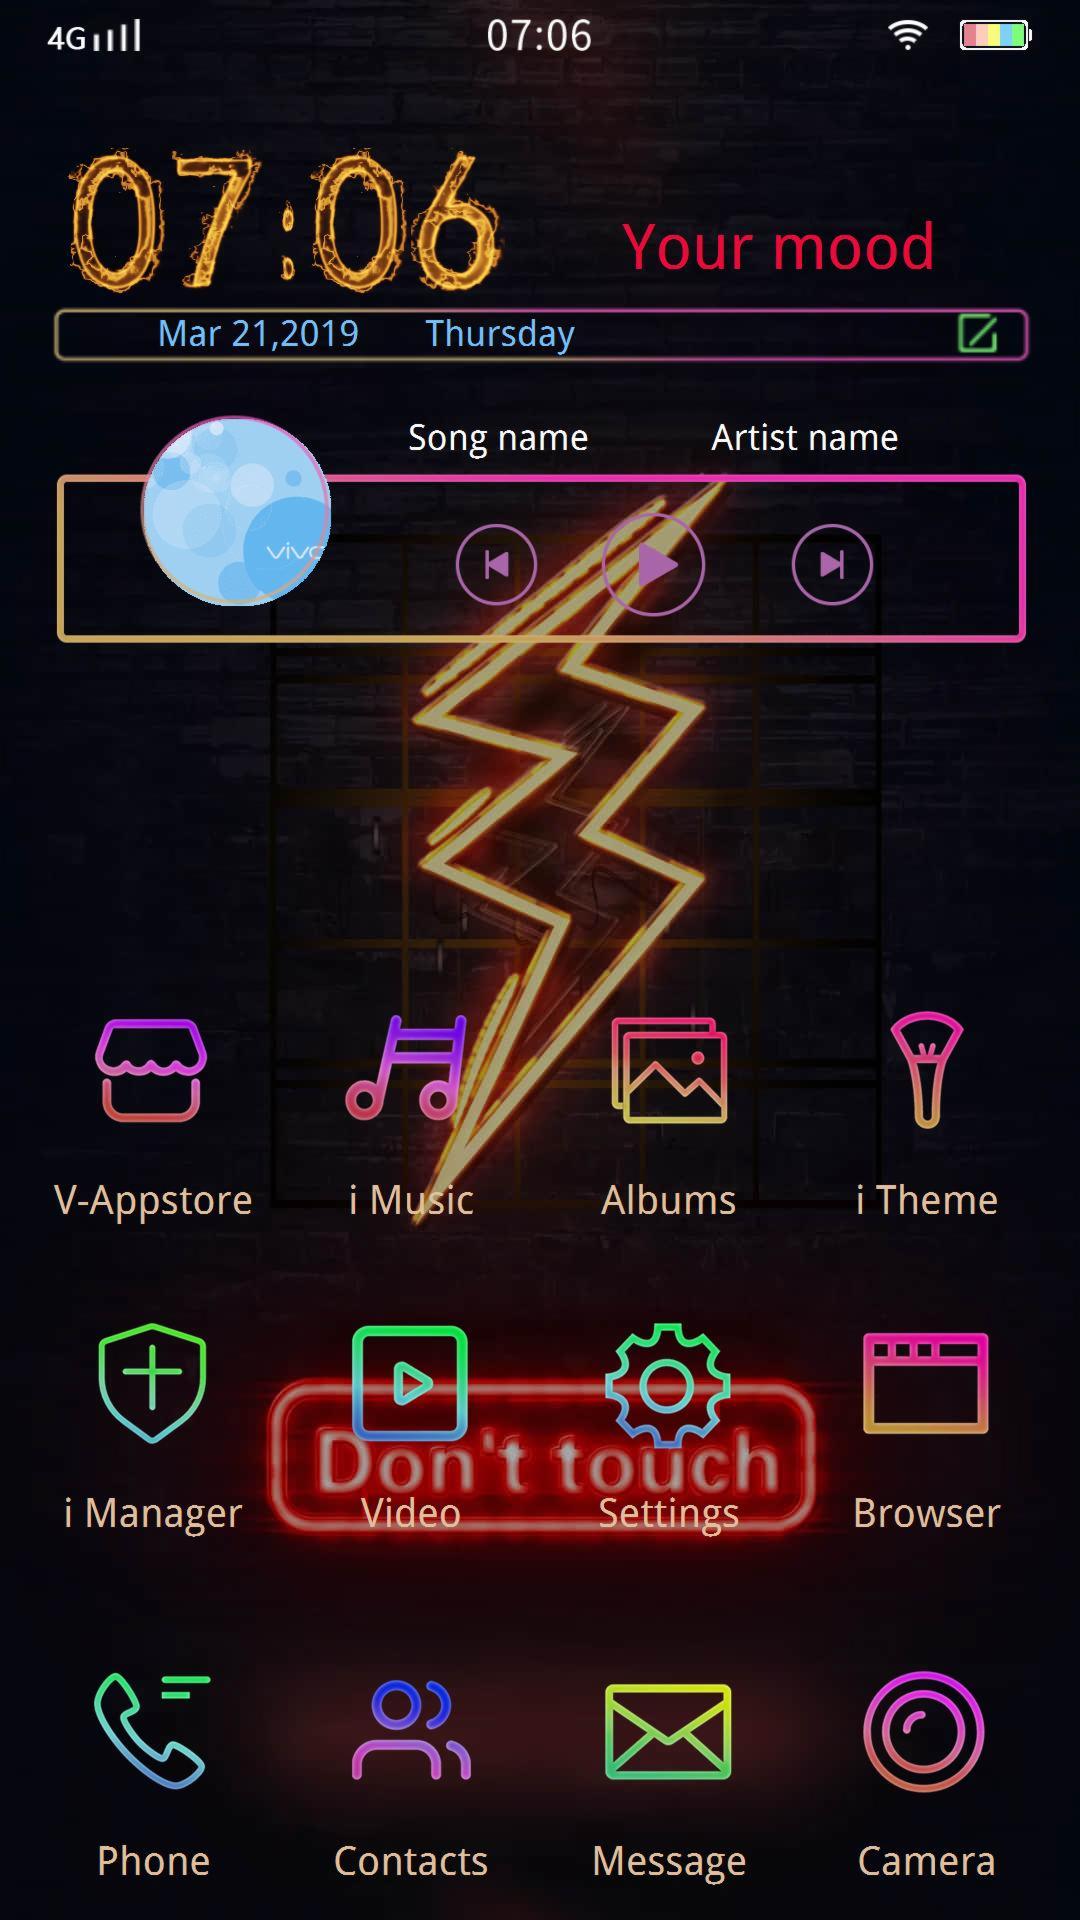 4G 07:06
07:06
Your mood
Mar 21,2019 Thursday
Song name Artist name
vivo
V-Appstore i Music Albums i Theme
Don't touch
i Manager Video Settings Browser
Phone Contacts Message Camera